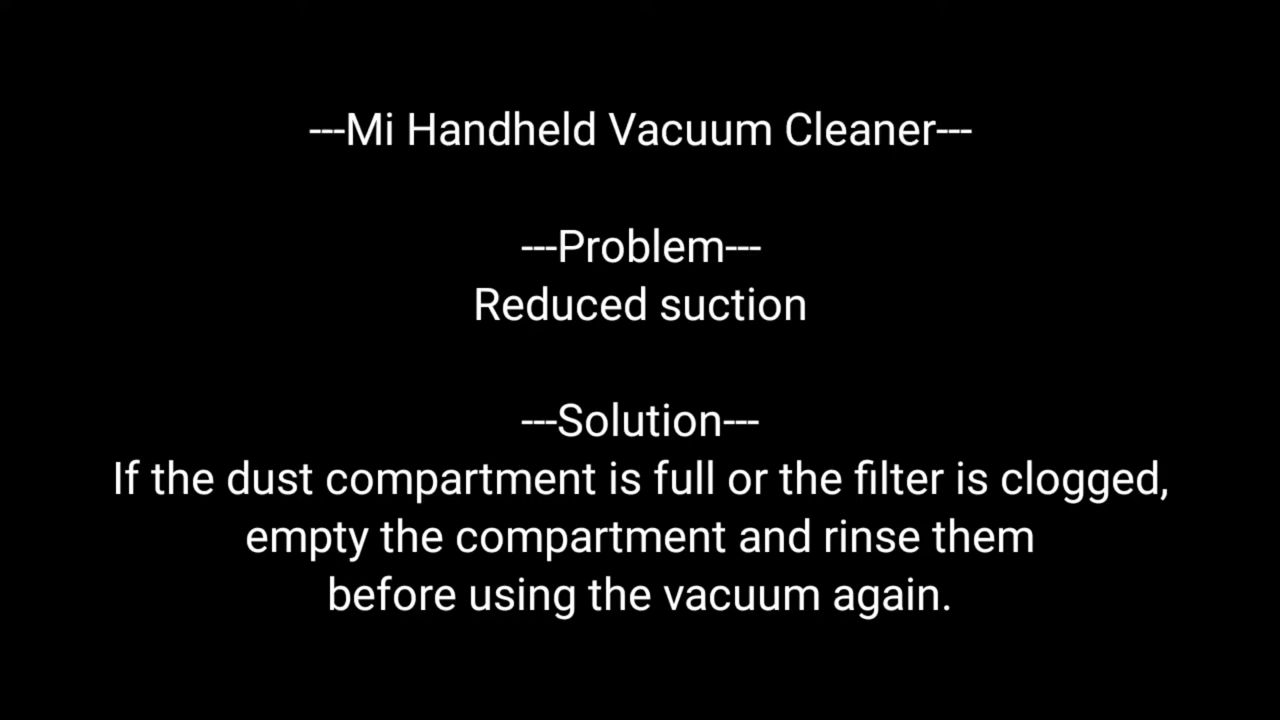 ---Mi Handheld Vacuum Cleaner---
---Problem---
Reduced suction
---Solution---
If the dust compartment is full or the filter is clogged,
empty the compartment and rinse them
before using the vacuum again.